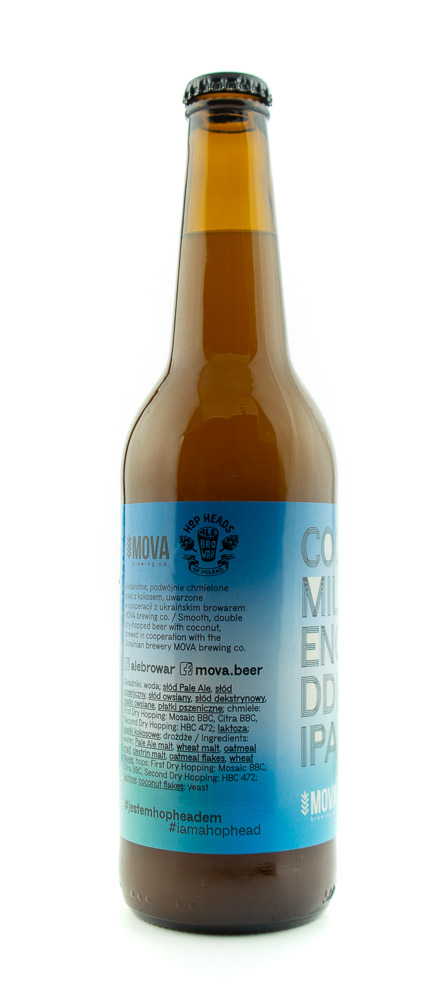 MOVA
brewing co.
HOP HEADS
ALE
BRO
WAR
OF POLAND
podwójnie chmielone
z kokosem, uwarzone
kooperacji z ukraińskim browarem
MOVA brewing co. / Smooth, double
dry-hopped beer with coconut,
brewed in cooperation with the
Ukrainian brewery MOVA brewing co.
alebrowar mova.beer
Składniki: woda; słód Pale Ale, słód
pszeniczny, słód owsiany, słód dekstrynowy,
płatki owsiane, płatki pszeniczne; chmiele:
First Dry Hopping: Mosaic BBC, Citra BBC,
Second Dry Hopping: HBC 472; laktoza;
płatki kokosowe; drożdże / Ingredients:
water; Pale Ale malt, wheat malt, oatmeal
malt, dextrin malt, oatmeal flakes, wheat
hops: First Dry Hopping: Mosaic BBC,
Citra BBC, Second Dry Hopping: HBC 472;
lactose; coconut flakes; yeast
#jestemhopheadem
#iamahophead
CO
MIL
ENG
DD
IPA
MOVA